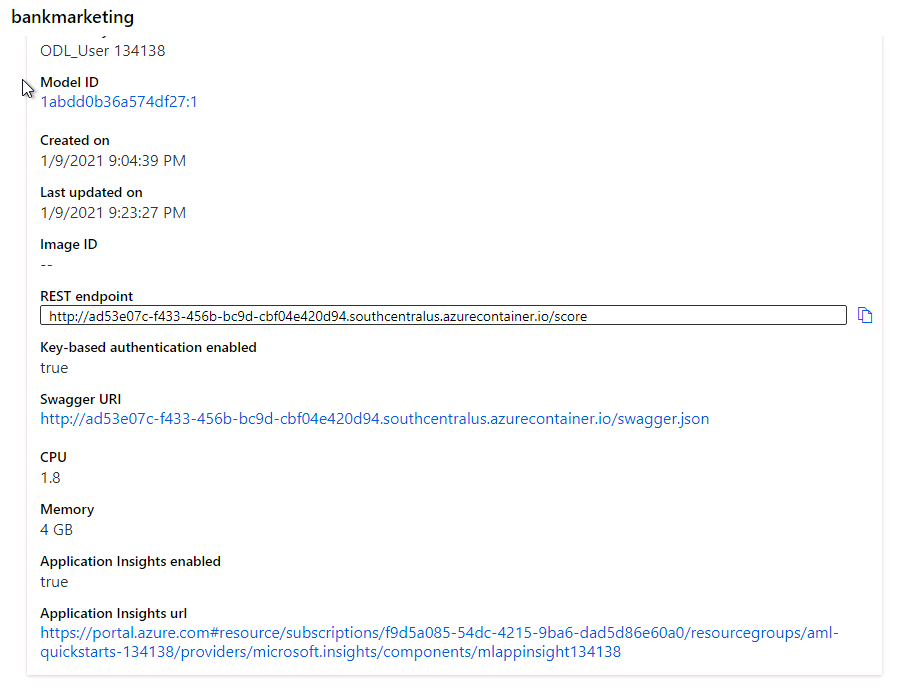 bankmarketing
ODL_User 134138
Model ID
1abdd0b36a574df27:1
Created on
1/9/2021 9:04:39 PM
Last updated on
1/9/2021 9:23:27 PM
Image ID
--
REST endpoint
http://ad53e07c-f433-456b-bc9d-cbf04e420d94.southcentralus.azurecontainer.io/score
Key-based authentication enabled
true
Swagger URI
http://ad53e07c-f433-456b-bc9d-cbf04e420d94.southcentralus.azurecontainer.io/swagger.json
CPU
1.8
Memory
4 GB
Application Insights enabled
true
Application Insights url
https://portal.azure.com#resource/subscriptions/f9d5a085-54dc-4215-9ba6-dad5d86e60a0/resourcegroups/aml-
quickstarts-134138/providers/microsoft.insights/components/mlappinsight134138